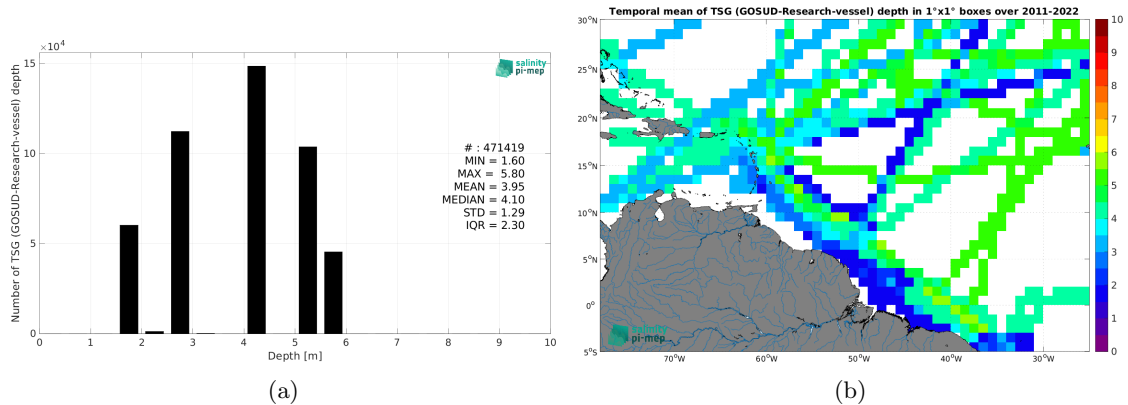 ×10⁴
15
10
5
0
Number of TSG (GOSUD-Research-vessel) depth
0 1 2 3 4 5 6 7 8 9 10
Depth [m]
salinity
pi-mep
# : 471419
MIN = 1.60
MAX = 5.80
MEAN = 3.95
MEDIAN = 4.10
STD = 1.29
IQR = 2.30
(a)
Temporal mean of TSG (GOSUD-Research-vessel) depth in 1°x1° boxes over 2011-2022
30°N
25°N
20°N
15°N
10°N
5°N
0°
5°S
70°W 60°W 50°W 40°W 30°W
salinity
pi-mep
10
9
8
7
6
5
4
3
2
1
0
(b)